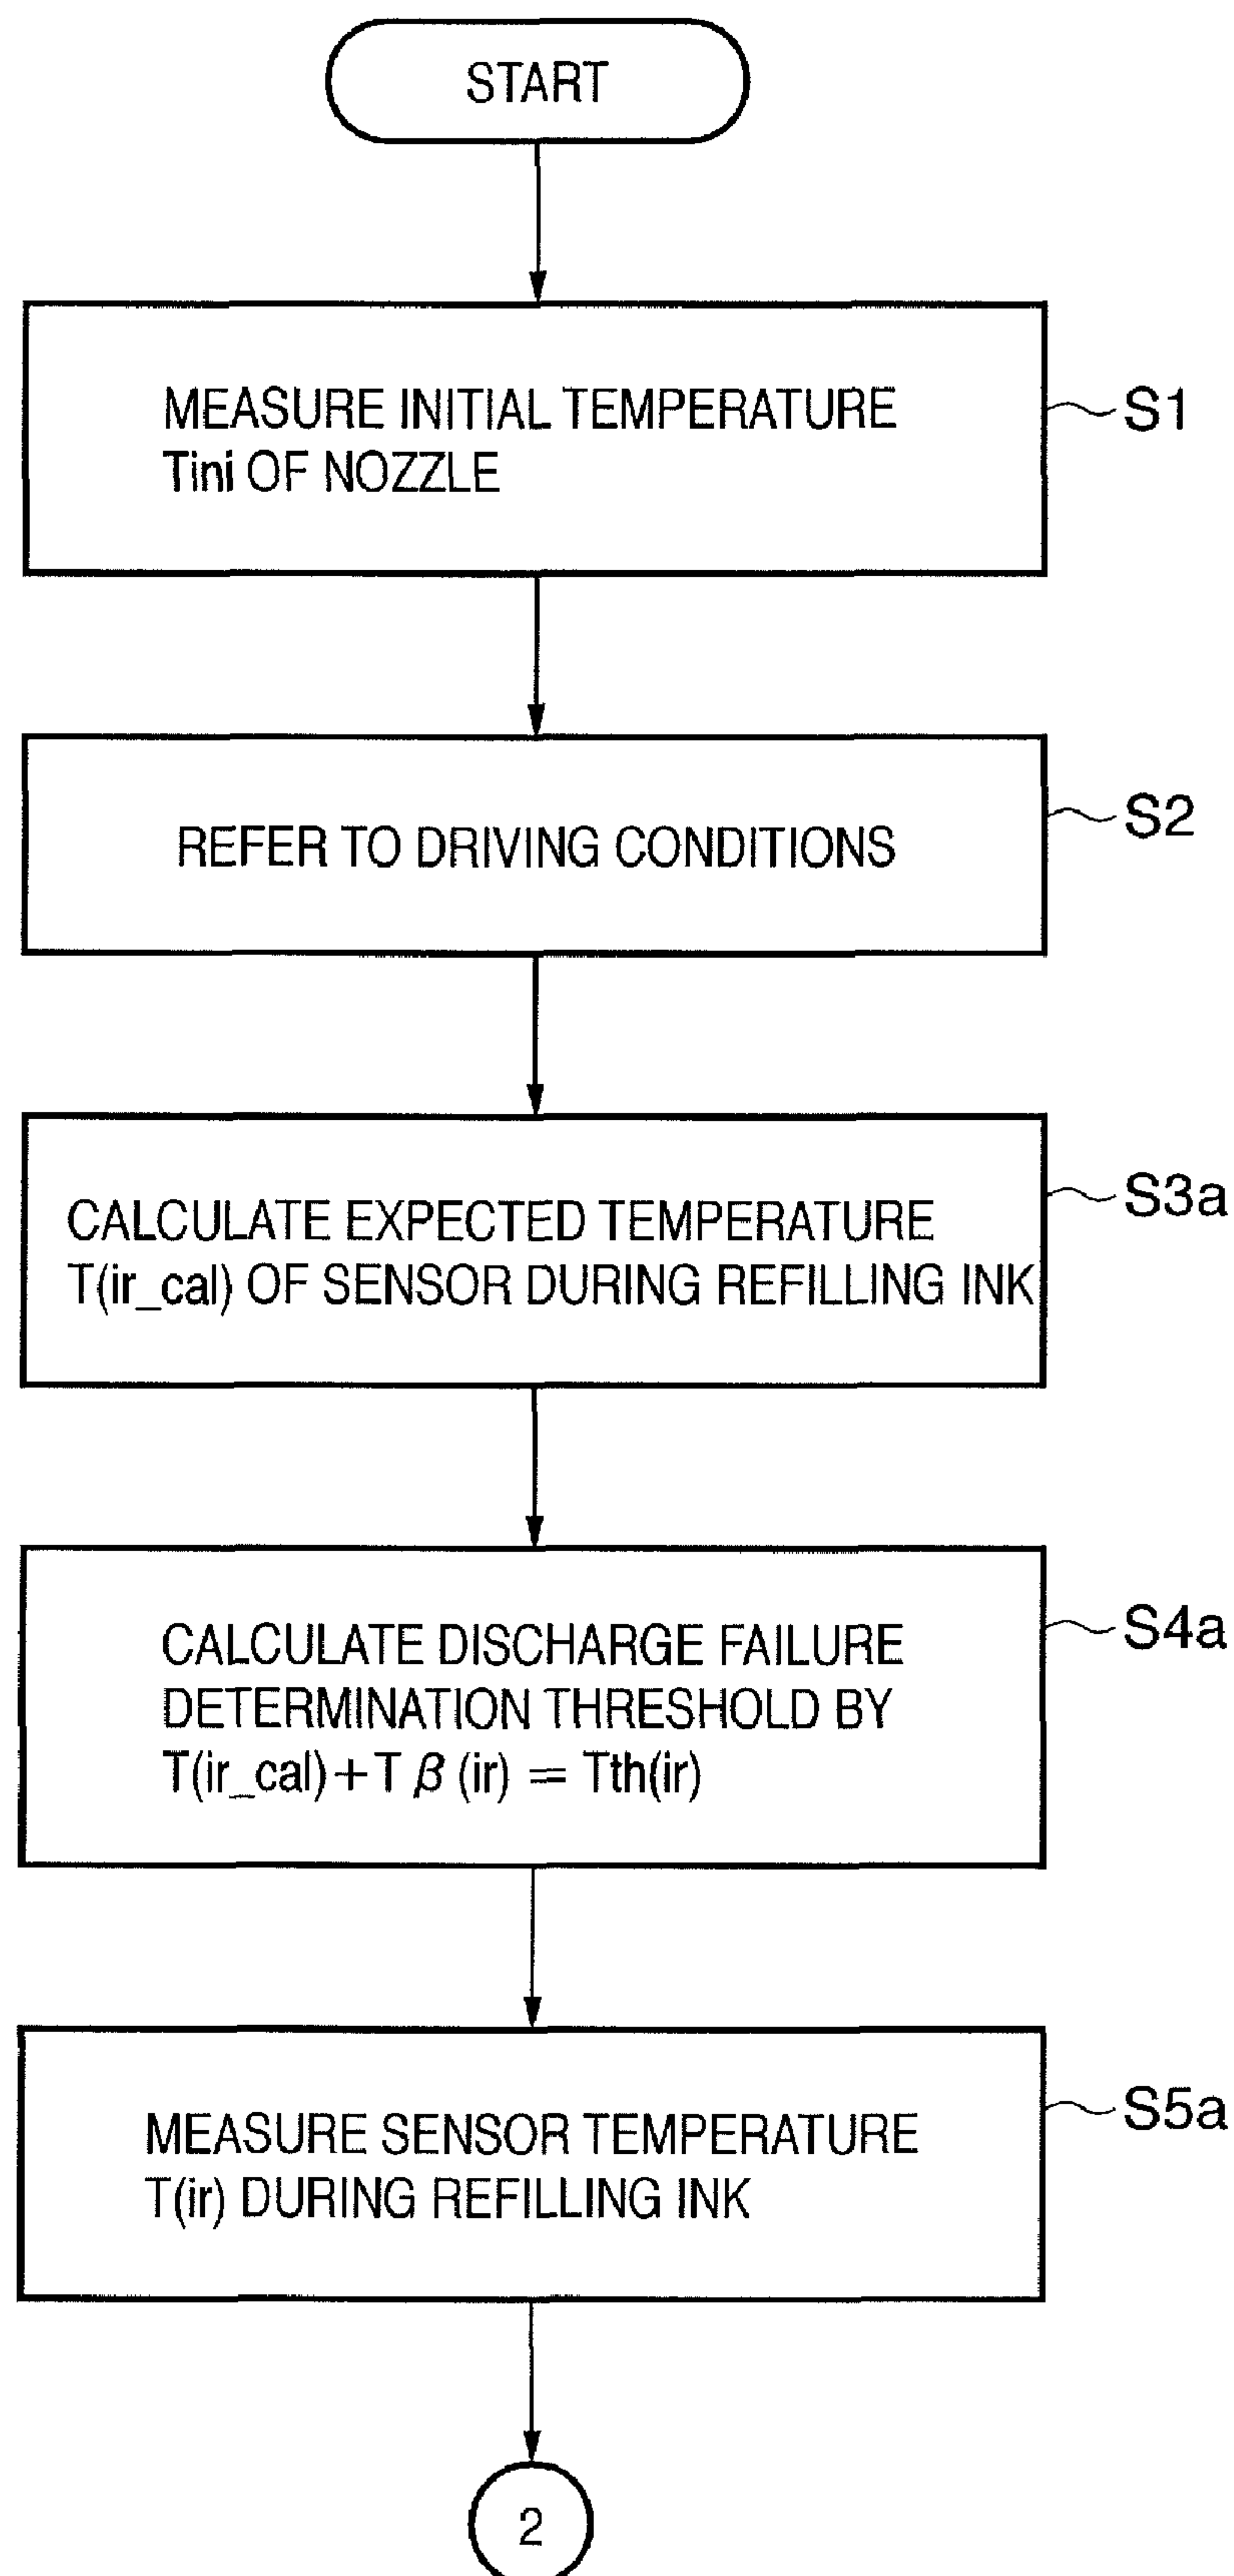 START
MEASURE INITIAL TEMPERATURE
Tini OF NOZZLE
S1
REFER TO DRIVING CONDITIONS
S2
CALCULATE EXPECTED TEMPERATURE
T(ir_cal) OF SENSOR DURING REFILLING INK
S3a
CALCULATE DISCHARGE FAILURE
DETERMINATION THRESHOLD BY
T(ir_cal)+T β (ir) = Tth(ir)
S4a
MEASURE SENSOR TEMPERATURE
T(ir) DURING REFILLING INK
S5a
2